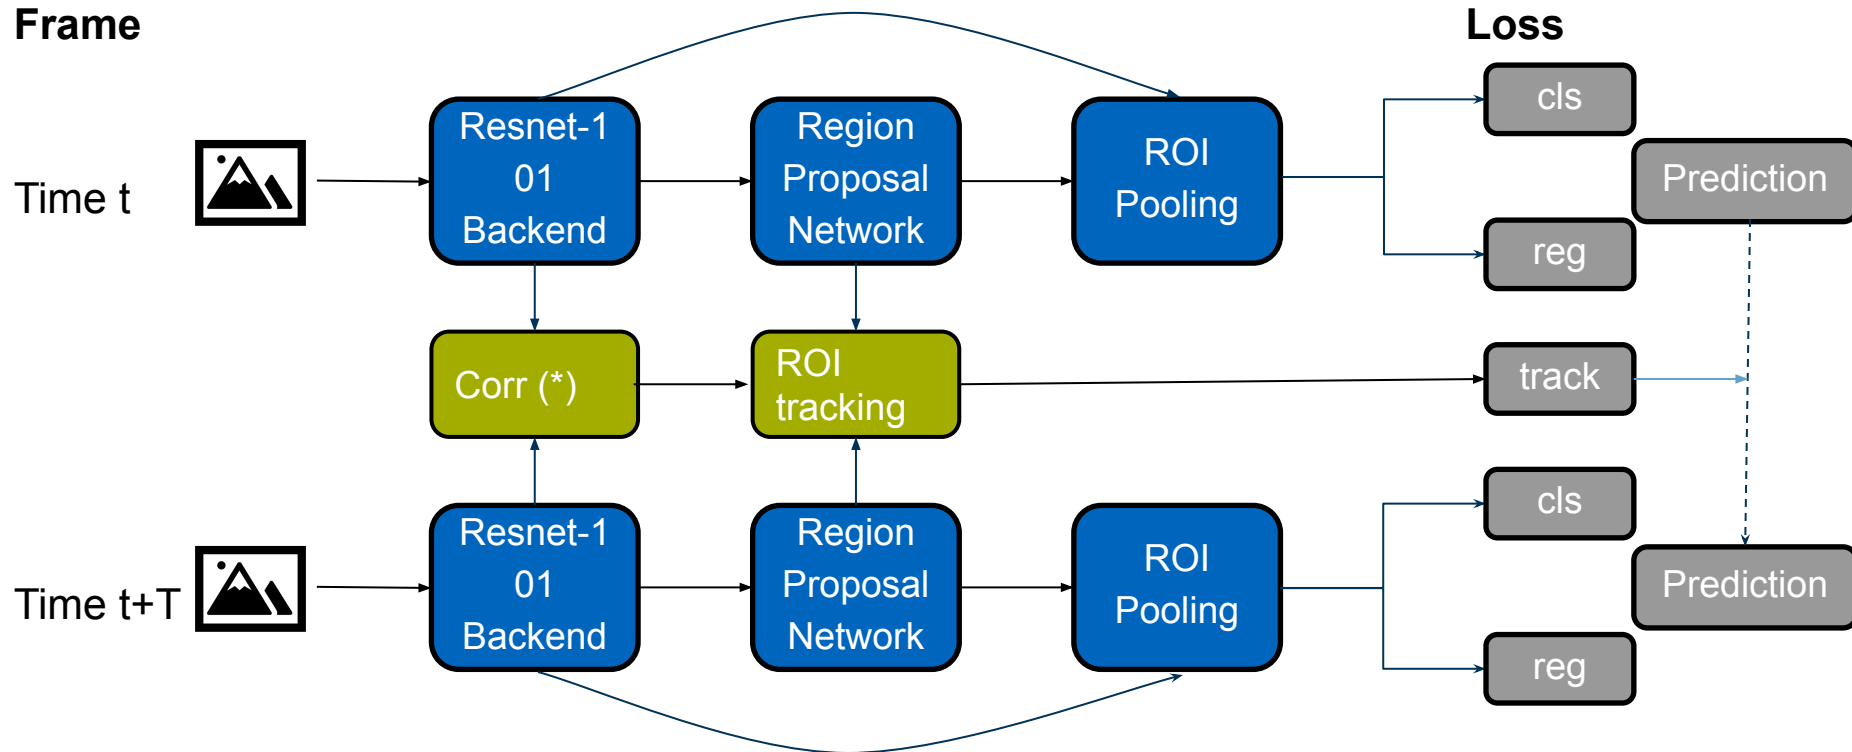 Frame
Loss
Time t
Resnet-1
01
Backend
Region
Proposal
Network
ROI
Pooling
cls
reg
Prediction
Corr (*)
ROI
tracking
track
Time t+T
Resnet-1
01
Backend
Region
Proposal
Network
ROI
Pooling
cls
reg
Prediction